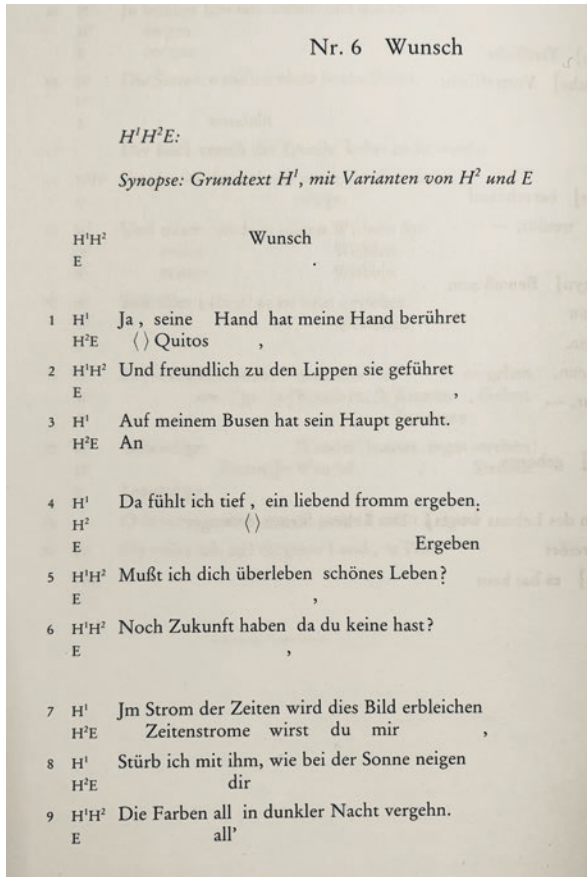 Nr. 6 Wunsch
H¹H²E:
Synopse: Grundtext H¹, mit Varianten von H² und E
H¹H² Wunsch
E .
1 H¹ Ja, seine Hand hat meine Hand berühret
H²E ⟨⟩ Quitos ,
2 H¹H² Und freundlich zu den Lippen sie geführet
E ,
3 H¹ Auf meinem Busen hat sein Haupt geruht.
H²E An
4 H¹ Da fühlt ich tief, ein liebend fromm ergeben.
H² ⟨⟩
E Ergeben
5 H¹H² Mußt ich dich überleben schönes Leben?
E ,
6 H¹H² Noch Zukunft haben da du keine hast?
E ,
7 H¹ Jm Strom der Zeiten wird dies Bild erbleichen
H²E Zeitenstrome wirst du mir ,
8 H¹ Stürb ich mit ihm, wie bei der Sonne neigen
H²E dir
9 H¹H² Die Farben all in dunkler Nacht vergehn.
E all’